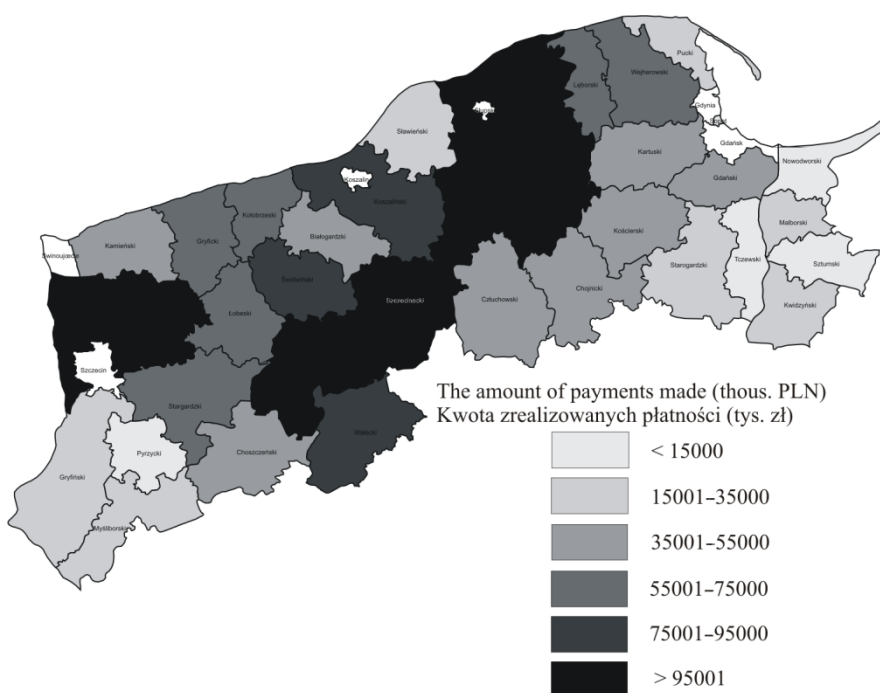 Pucki
Wejherowski
Lęborski
Gdynia
Sławieński
Gdańsk
Kartuski
Nowodworski
Koszalin
Gdański
Koszaliński
Kołobrzeski
Malborski
Białogardzki
Kościerski
Kamieński
Gryficki
Świnoujście
Starogardzki
Tczewski
Sztumski
Świdwiński
Chojnicki
Szczecinecki
Człuchowski
Kwidzyński
Łobeski
Szczecin
Stargardzki
The amount of payments made (thous. PLN)
Kwota zrealizowanych płatności (tys. zł)
Wałecki
Choszczeński
Pyrzycki
Gryfiński
Myśliborski
< 15000
15001–35000
35001–55000
55001–75000
75001–95000
> 95001